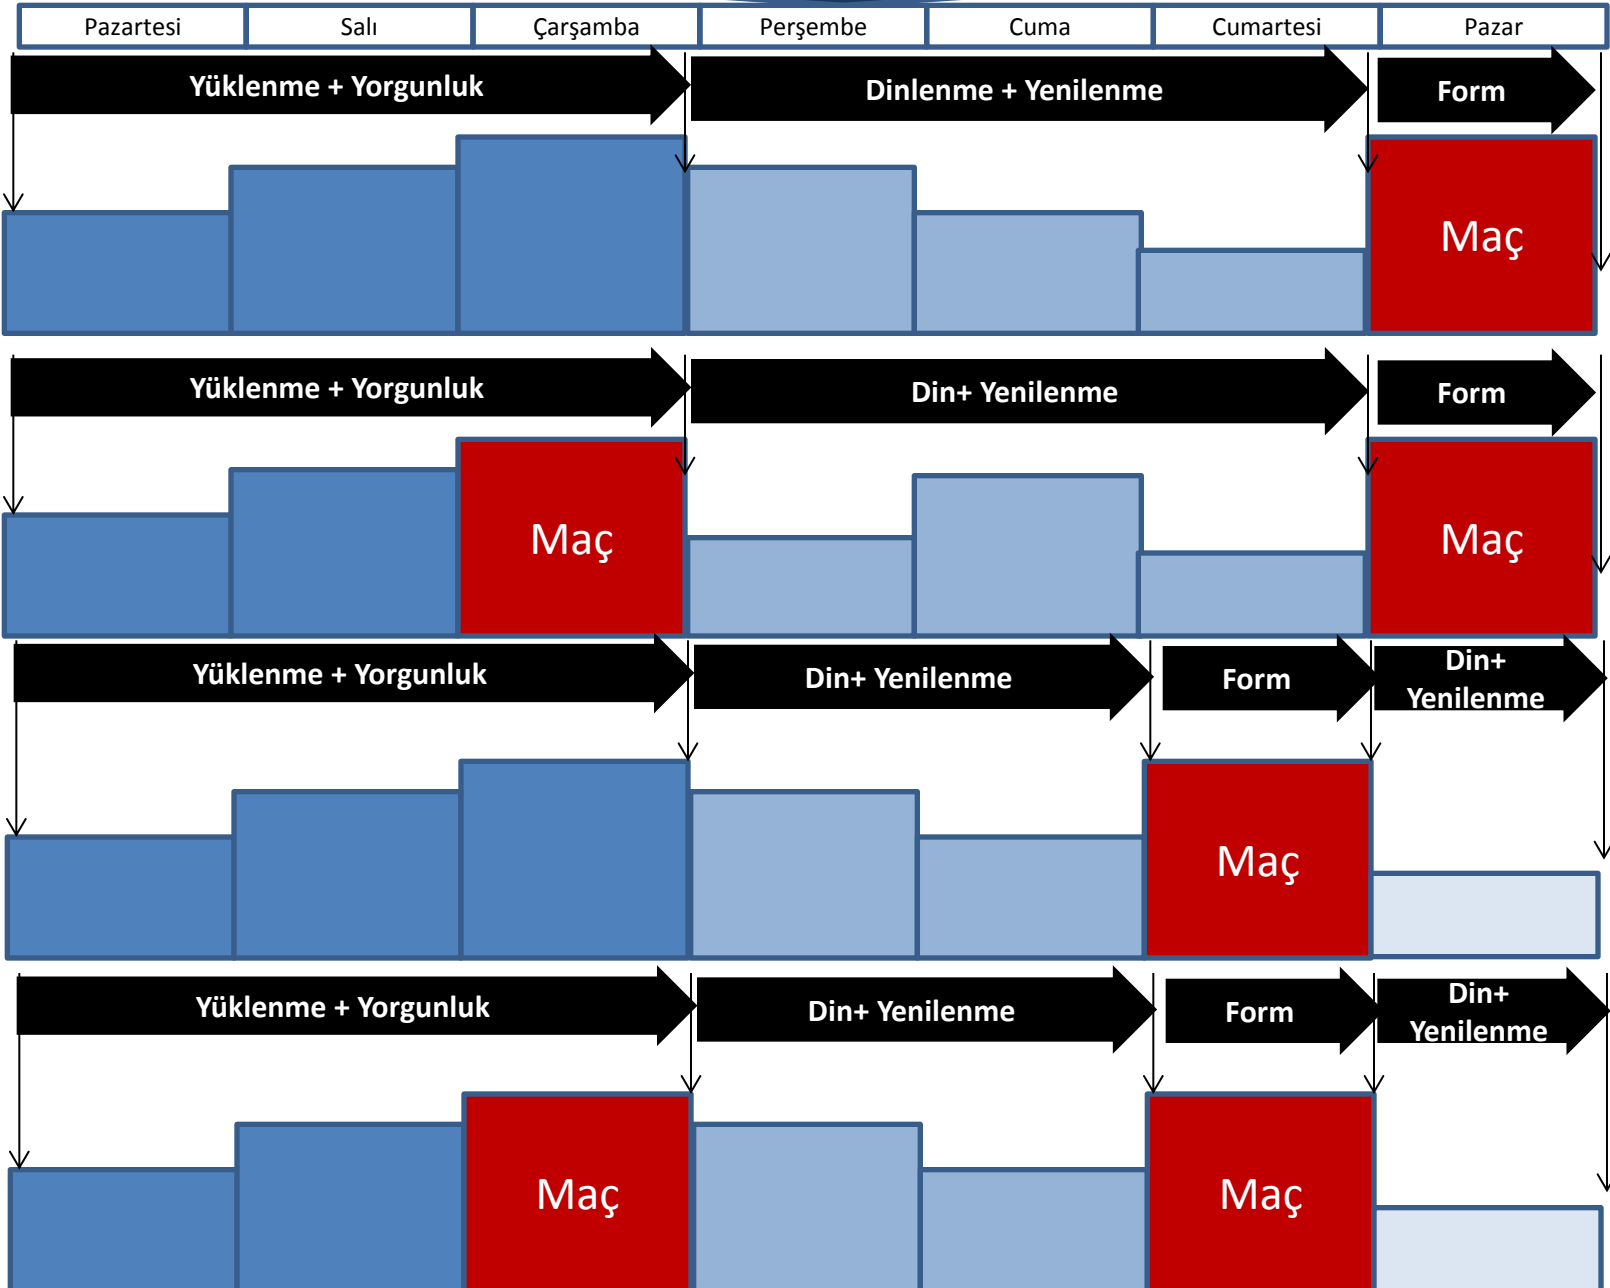 Pazartesi Salı Çarşamba Perşembe Cuma Cumartesi Pazar
Yüklenme + Yorgunluk Dinlenme + Yenilenme Form
Maç
Yüklenme + Yorgunluk Din+ Yenilenme Form
Maç Maç
Yüklenme + Yorgunluk Din+ Yenilenme Form Din+
Yenilenme
Maç
Yüklenme + Yorgunluk Din+ Yenilenme Form Din+
Yenilenme
Maç Maç